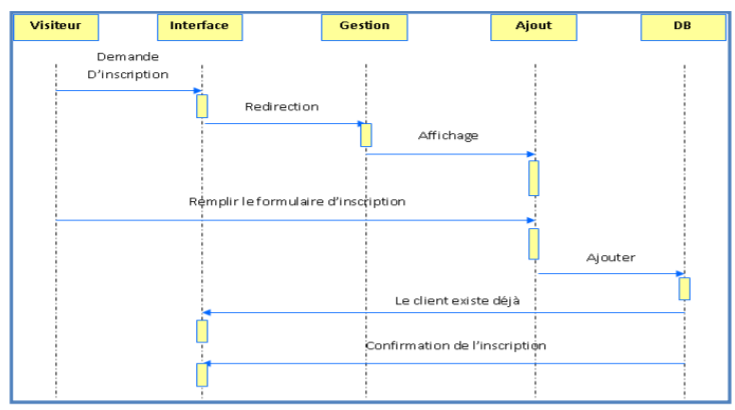 Visiteur
Interface
Gestion
Ajout
DB
Demande
D'inscription
Redirection
Affichage
Remplir le formulaire d'inscription
Ajouter
Le client existe déjà
Confirmation de l'inscription